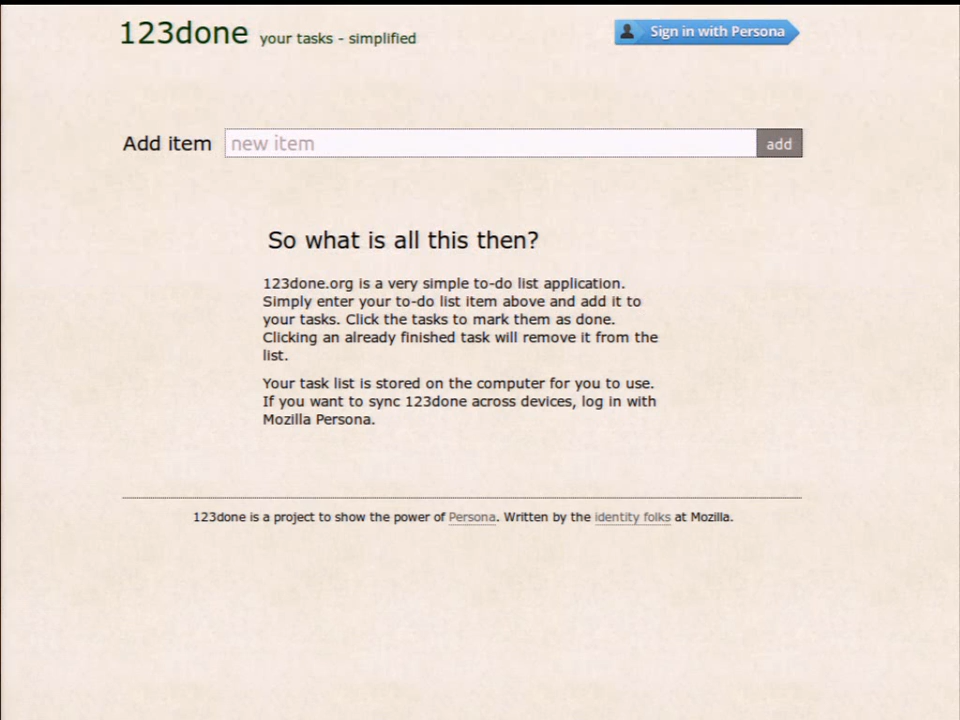 123done your tasks - simplified
Sign in with Persona
Add item new item add
So what is all this then?
123done.org is a very simple to-do list application.
Simply enter your to-do list item above and add it to
your tasks. Click the tasks to mark them as done.
Clicking an already finished task will remove it from the
list.
Your task list is stored on the computer for you to use.
If you want to sync 123done across devices, log in with
Mozilla Persona.
123done is a project to show the power of Persona. Written by the identity folks at Mozilla.